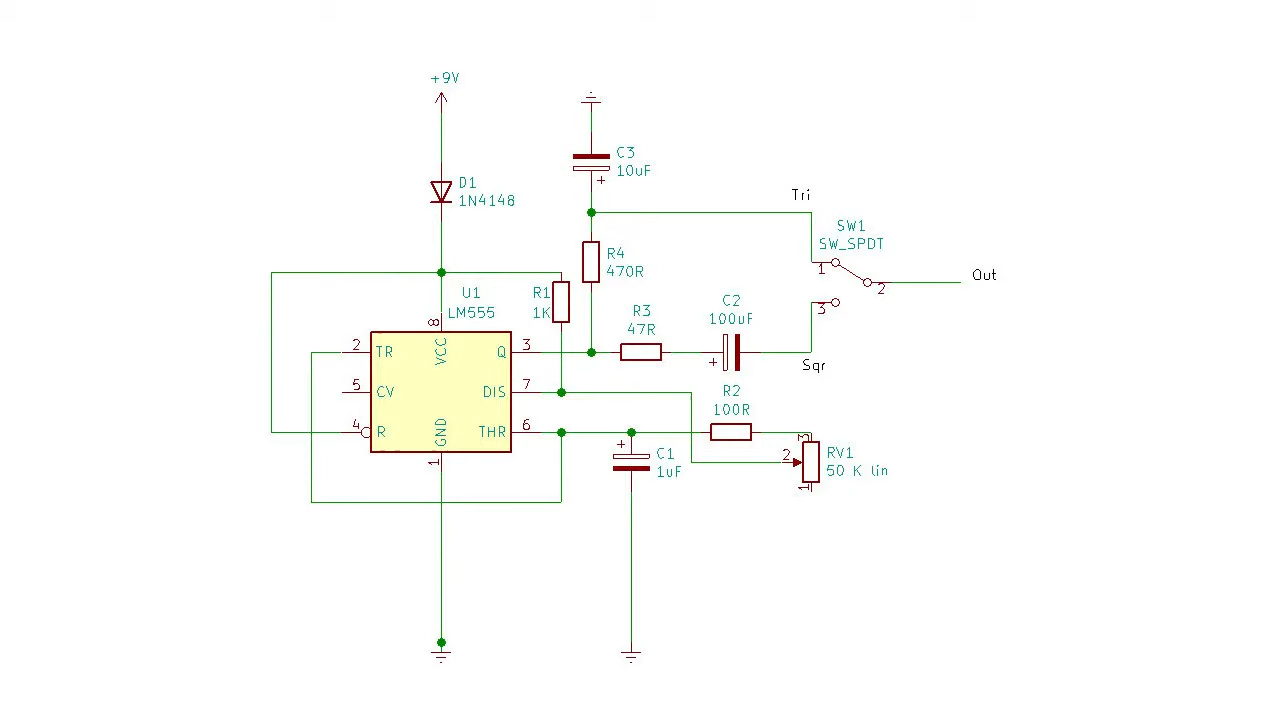 +9V
C3
10uF
+
D1
1N4148
Tri
SW1
SW_SPDT
1
2
3
Out
R4
470R
U1
LM555
R1
1K
C2
100uF
+
R3
47R
Sqr
8
VCC
2
TR
Q
3
5
CV
DIS
7
4
R
GND
THR
6
1
R2
100R
+
C1
1uF
3
2
1
RV1
50 K lin